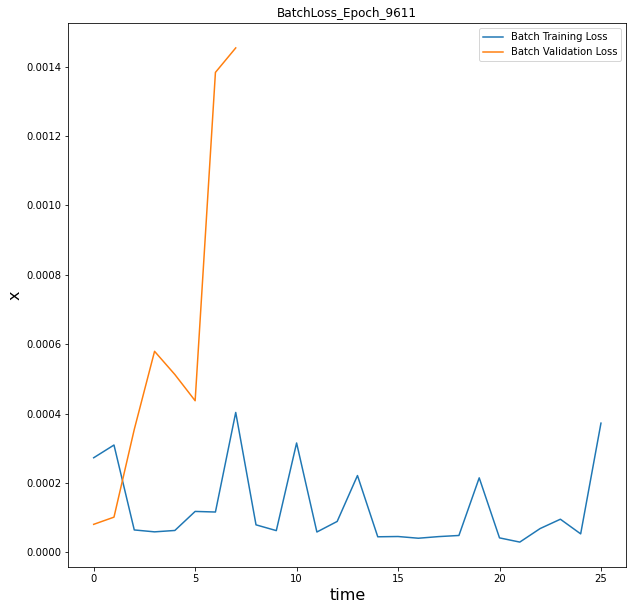 BatchLoss_Epoch_9611
Batch Training Loss
Batch Validation Loss
0.0014
0.0012
0.0010
0.0008
0.0006
0.0004
0.0002
0.0000
x
0 5 10 15 20 25
time